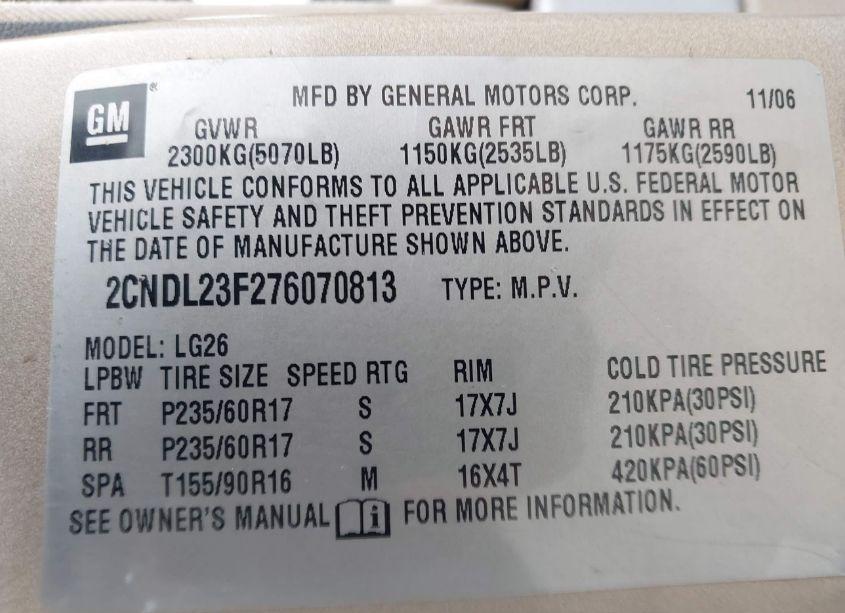 GM ® MFD BY GENERAL MOTORS CORP. 11/06
GVWR GAWR FRT GAWR RR
2300KG(5070LB) 1150KG(2535LB) 1175KG(2590LB)
THIS VEHICLE CONFORMS TO ALL APPLICABLE U.S. FEDERAL MOTOR
VEHICLE SAFETY AND THEFT PREVENTION STANDARDS IN EFFECT ON
THE DATE OF MANUFACTURE SHOWN ABOVE.
2CNDL23F276070813 TYPE: M.P.V.
MODEL: LG26
LPBW TIRE SIZE SPEED RTG RIM COLD TIRE PRESSURE
FRT P235/60R17 S 17X7J 210KPA(30PSI)
RR P235/60R17 S 17X7J 210KPA(30PSI)
SPA T155/90R16 M 16X4T 420KPA(60PSI)
SEE OWNER'S MANUAL i FOR MORE INFORMATION.